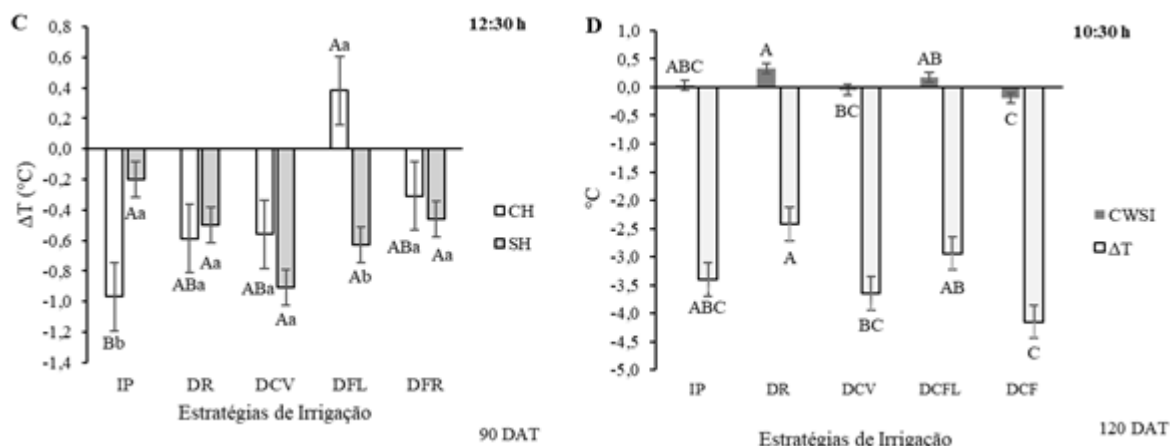 C
12:30 h
0,8
0,6
0,4
0,2
0,0
-0,2
-0,4
-0,6
-0,8
-1,0
-1,2
-1,4
ΔT (°C)
Aa
Aa
Bb
ABa
Aa
ABa
Aa
Ab
ABa
Aa
CH
SH
IP DR DCV DFL DFR
Estratégias de Irrigação
90 DAT
D
10:30 h
1,0
0,5
0,0
-0,5
-1,0
-1,5
-2,0
-2,5
-3,0
-3,5
-4,0
-4,5
-5,0
°C
ABC
A
AB
BC
C
A
AB
ABC
BC
C
CWSI
ΔT
IP DR DCV DCFL DCF
Estratégias de Irrigação
120 DAT